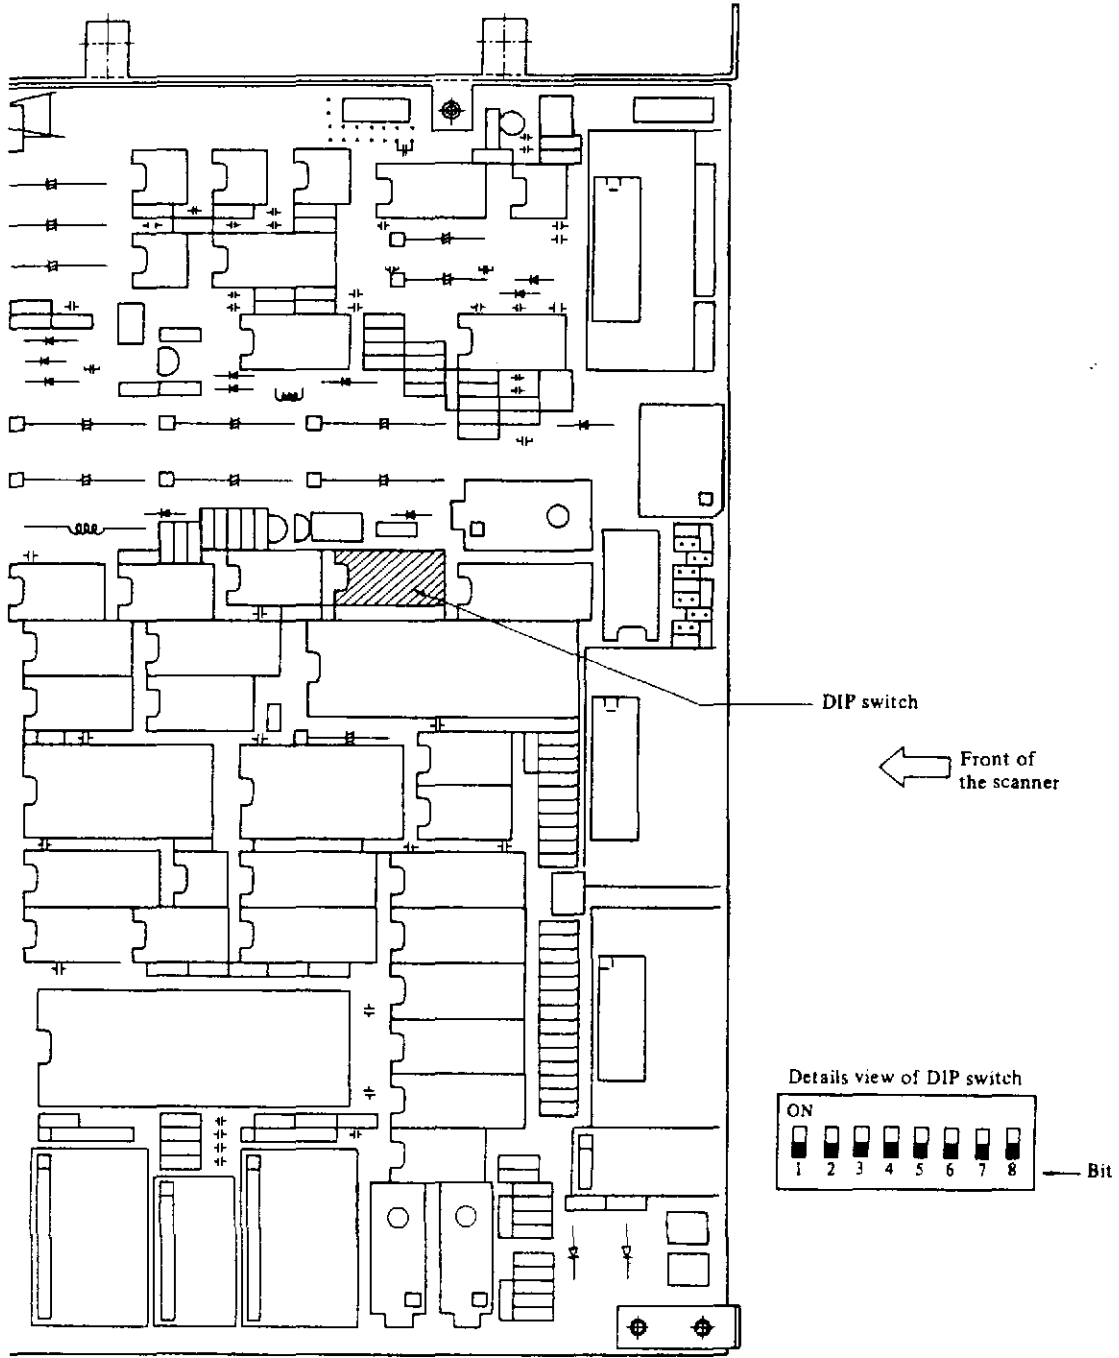 DIP switch
Front of
the scanner
Details view of DIP switch
ON
1 2 3 4 5 6 7 8
Bit